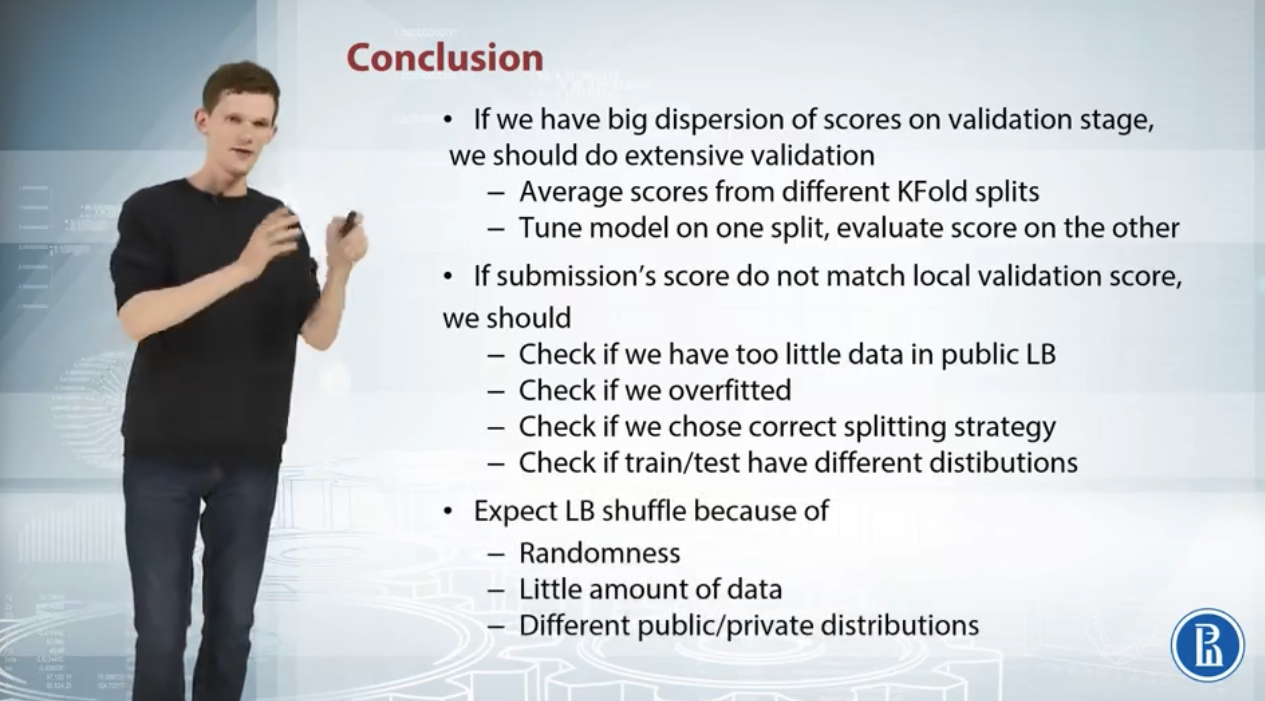 Conclusion
• If we have big dispersion of scores on validation stage,
we should do extensive validation
– Average scores from different KFold splits
– Tune model on one split, evaluate score on the other
• If submission's score do not match local validation score,
we should
– Check if we have too little data in public LB
– Check if we overfitted
– Check if we chose correct splitting strategy
– Check if train/test have different distibutions
• Expect LB shuffle because of
– Randomness
– Little amount of data
– Different public/private distributions